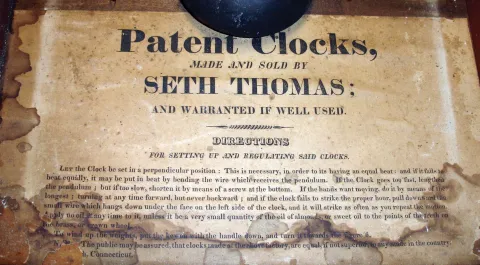 Patent Clocks,
MADE AND SOLD BY
SETH THOMAS;
AND WARRANTED IF WELL USED.
DIRECTIONS
FOR SETTING UP AND REGULATING SAID CLOCKS.
LET the Clock be set in a perpendicular position: This is necessary, in order to its having an equal beat: and if it fails to
beat equally, it may be put in beat by bending the wire which receives the pendulum. If the Clock goes too fast, lengthen
the pendulum; but if too slow, shorten it by means of a screw at the bottom. If the hands want moving, do it by means of the
longest; turning at any time forward, but never backward; and if the clock fails to strike the proper hour, pull down on the
small wire which hangs down under the face on the left side of the clock, and it will strike as often as you repeat the motion.
Apply no oil at any time to it, unless it be a very small quantity of the oil of almonds, or sweet oil to the points of the teeth on
the brass, or crown wheel.
To wind up the weights, put the key on with the handle down, and turn it towards the figure
N. The public may be assured, that clocks made at the above factory, are equal, if not superior to any made in the country.
Connecticut.